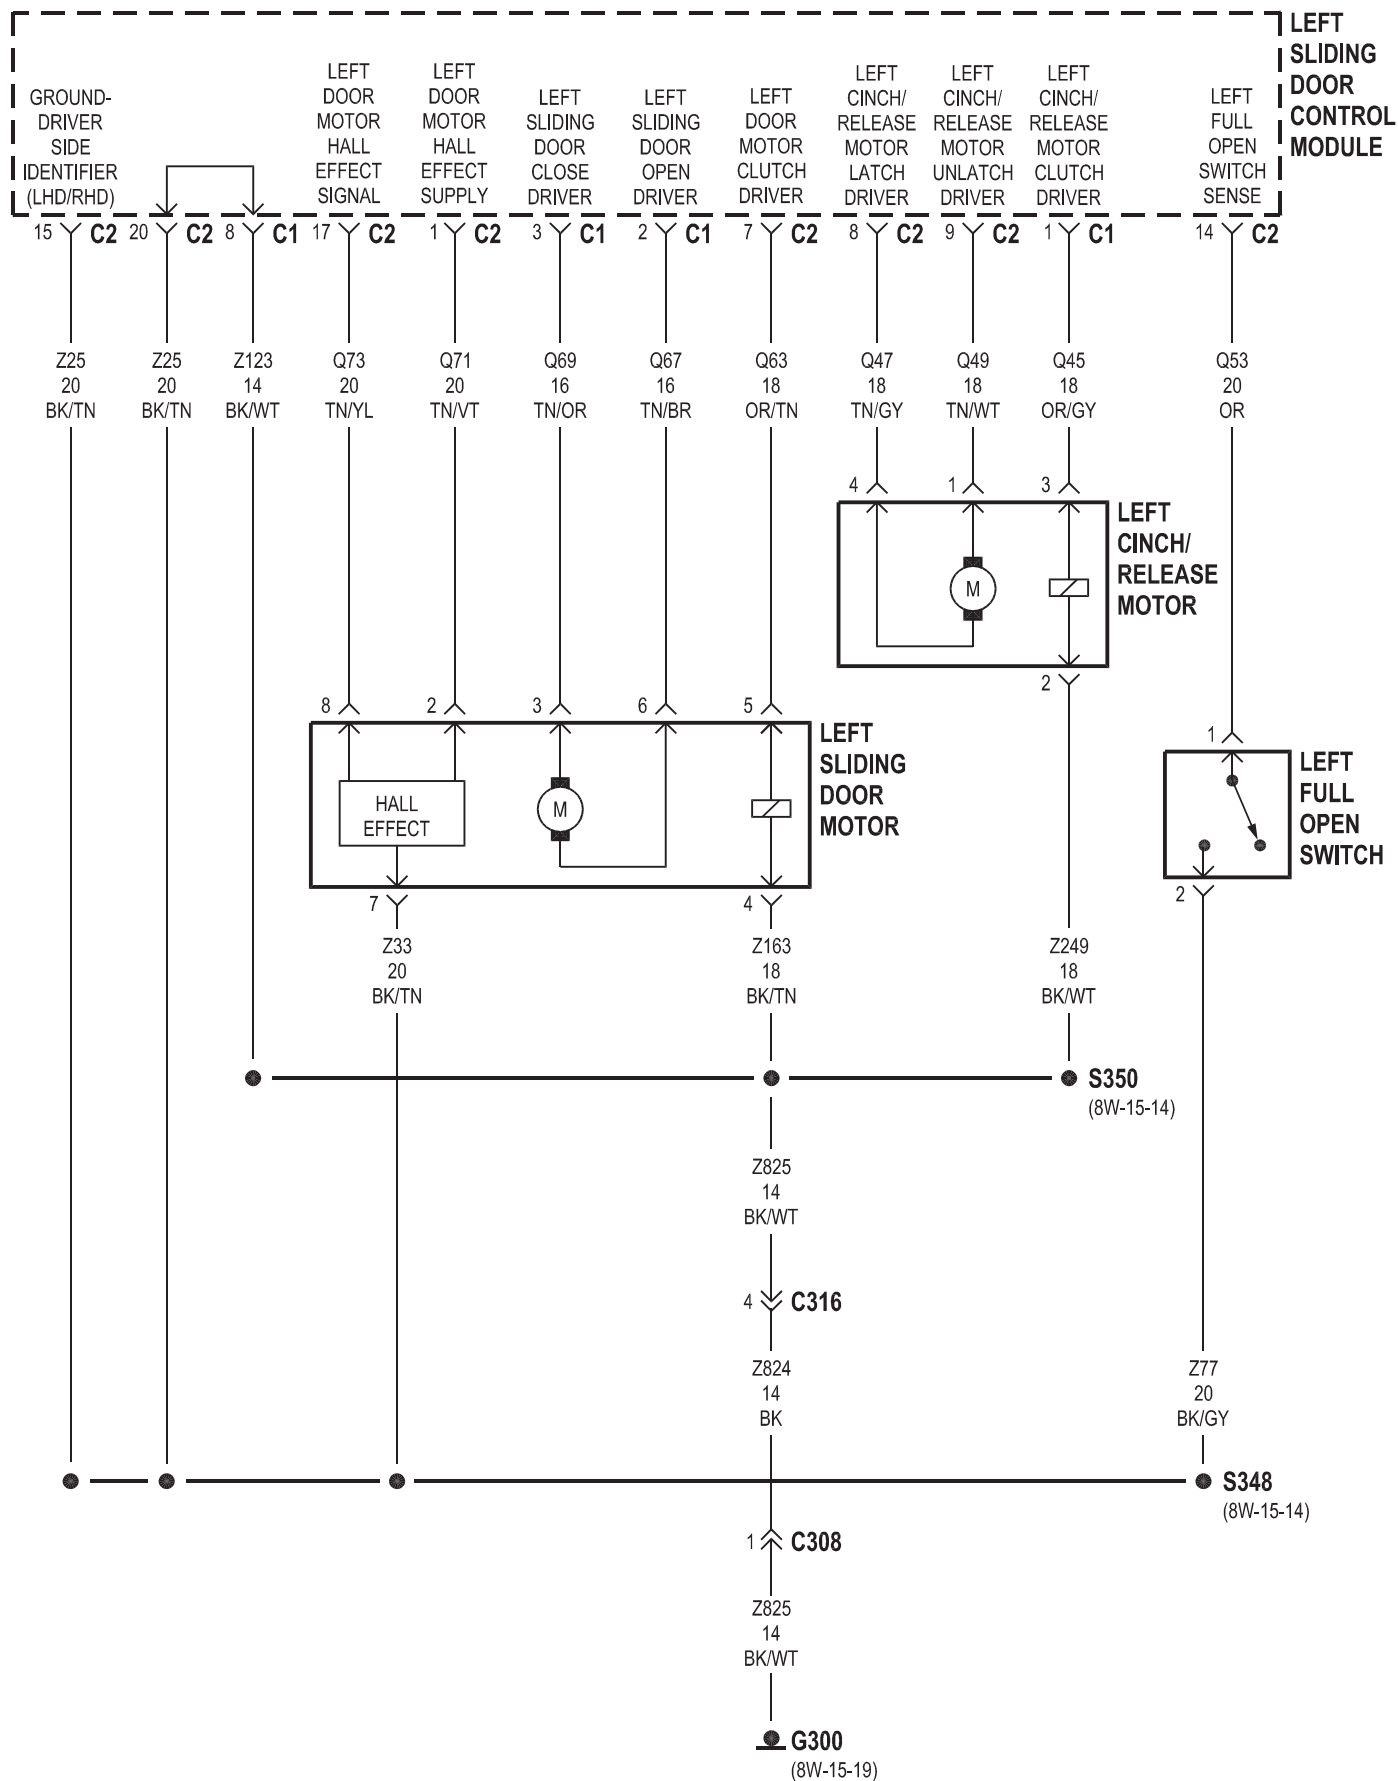 LEFT
SLIDING
DOOR
CONTROL
MODULE
GROUND-
DRIVER
SIDE
IDENTIFIER
(LHD/RHD)
LEFT
DOOR
MOTOR
HALL
EFFECT
SIGNAL
LEFT
DOOR
MOTOR
HALL
EFFECT
SUPPLY
LEFT
SLIDING
DOOR
CLOSE
DRIVER
LEFT
SLIDING
DOOR
OPEN
DRIVER
LEFT
DOOR
MOTOR
CLUTCH
DRIVER
LEFT
CINCH/
RELEASE
MOTOR
LATCH
DRIVER
LEFT
CINCH/
RELEASE
MOTOR
UNLATCH
DRIVER
LEFT
CINCH/
RELEASE
MOTOR
CLUTCH
DRIVER
LEFT
FULL
OPEN
SWITCH
SENSE
15 C2 20 C2 8 C1 17 C2 1 C2 3 C1 2 C1 7 C2 8 C2 9 C2 1 C1 14 C2
Z25 Z25 Z123 Q73 Q71 Q69 Q67 Q63 Q47 Q49 Q45 Q53
20 20 14 20 20 16 16 18 18 18 18 20
BK/TN BK/TN BK/WT TN/YL TN/VT TN/OR TN/BR OR/TN TN/GY TN/WT OR/GY OR
4 1 3
LEFT
CINCH/
RELEASE
MOTOR
M
2
8 2 3 6 5
LEFT
SLIDING
DOOR
MOTOR
HALL
EFFECT
M
7 4
1
LEFT
FULL
OPEN
SWITCH
2
Z33 Z163 Z249
20 18 18
BK/TN BK/TN BK/WT
S350
(8W-15-14)
Z825
14
BK/WT
4 C316
Z824 Z77
14 20
BK BK/GY
S348
(8W-15-14)
1 C308
Z825
14
BK/WT
G300
(8W-15-19)